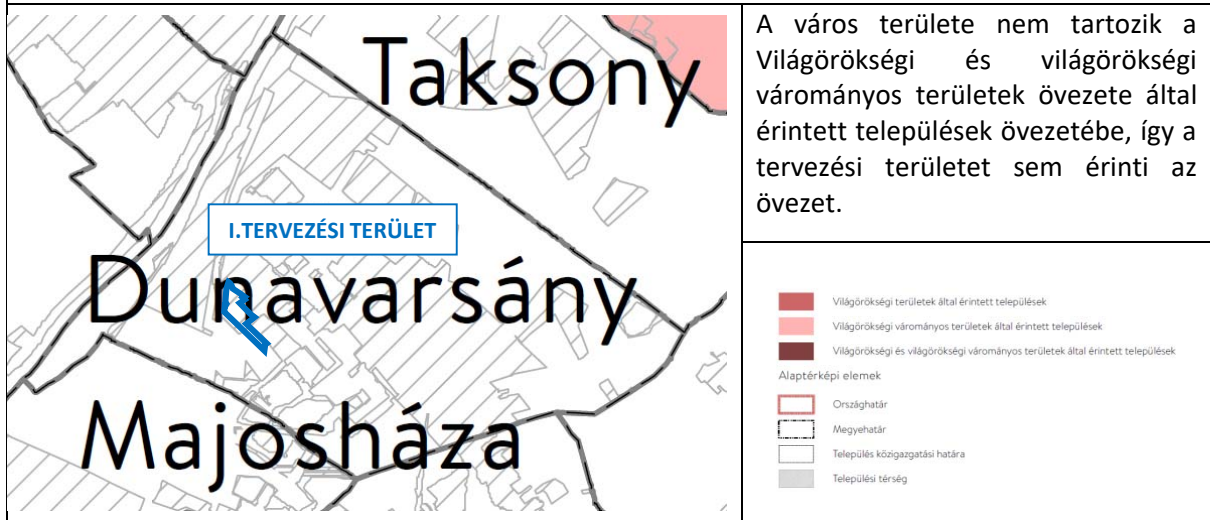 Taksony
I.TERVEZÉSI TERÜLET
Dunavarsány
Majosháza
A város területe nem tartozik a
Világörökségi és világörökségi
várományos területek övezete által
érintett települések övezetébe, így a
tervezési területet sem érinti az
övezet.
Világörökségi területek által érintett települések
Világörökségi várományos területek által érintett települések
Világörökségi és világörökségi várományos területek által érintett települések
Alaptérképi elemek
Országhatár
Megyehatár
Település közigazgatási határa
Települési térség